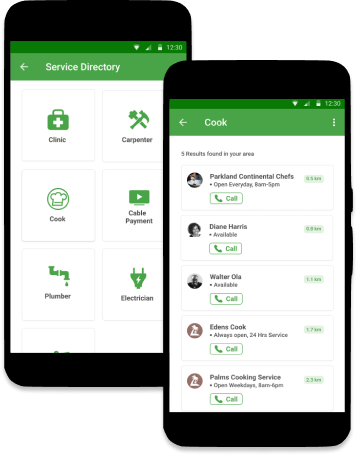 12:30
Service Directory
Clinic
Carpenter
Cook
Cable
Payment
Plumber
Electrician
12:30
Cook
5 Results found in your area
Parkland Continental Chefs
• Open Everyday, 8am-5pm
0.5 km
Call
Diane Harris
• Available
Call
Walter Ola
• Available
1.1 km
Call
Edens Cook
• Always open, 24 Hrs Service
1.7 km
Call
Palms Cooking Service
• Open Weekdays, 8am-6pm
2.3 km
Call